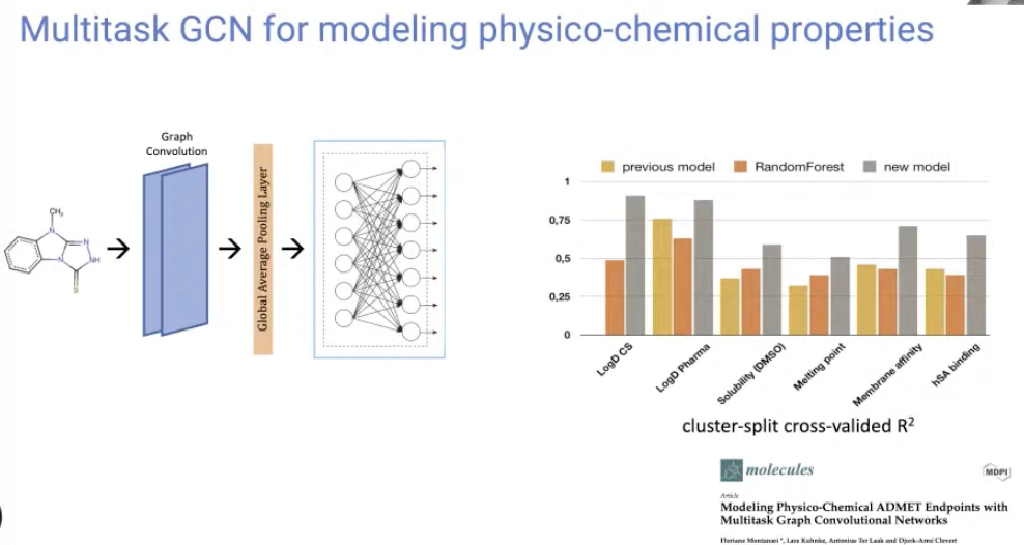 Multitask GCN for modeling physico-chemical properties
Graph
Convolution
CH₃
N
N
NH
N
S
Global Average Pooling Layer
previous model
RandomForest
new model
1
0,75
0,5
0,25
0
LogD CS
LogD Pharma
Solubility (DMSO)
Melting point
Membrane affinity
hSA binding
cluster-split cross-valided R²
molecules
MDPI
Article
Modeling Physico-Chemical ADMET Endpoints with
Multitask Graph Convolutional Networks
Floriane Montanari *, Lara Kuhnke, Antonius Ter Laak and Djork-Arné Clevert